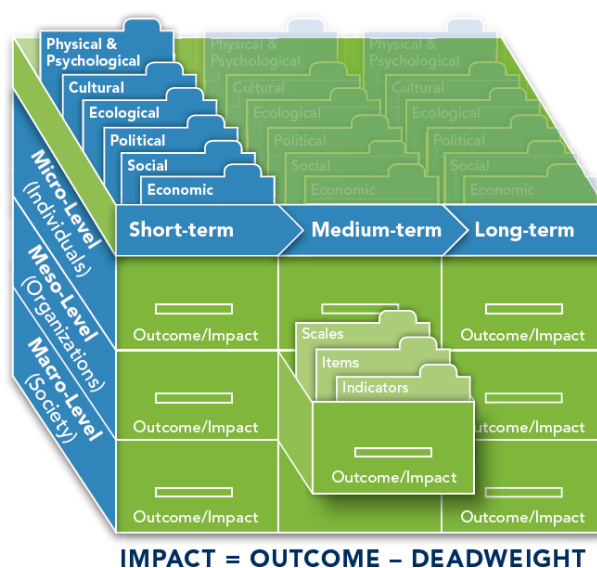 Physical &
Psychological
Cultural
Ecological
Political
Social
Economic
Physical &
Psychological
Cultural
Ecological
Political
Social
Economic
Physical &
Psychological
Cultural
Ecological
Political
Social
Economic
Micro-Level
(Individuals)
Meso-Level
(Organizations)
Macro-Level
(Society)
Short-term
Medium-term
Long-term
Outcome/Impact
Outcome/Impact
Scales
Items
Indicators
Outcome/Impact
Outcome/Impact
Outcome/Impact
Outcome/Impact
Outcome/Impact
IMPACT = OUTCOME – DEADWEIGHT